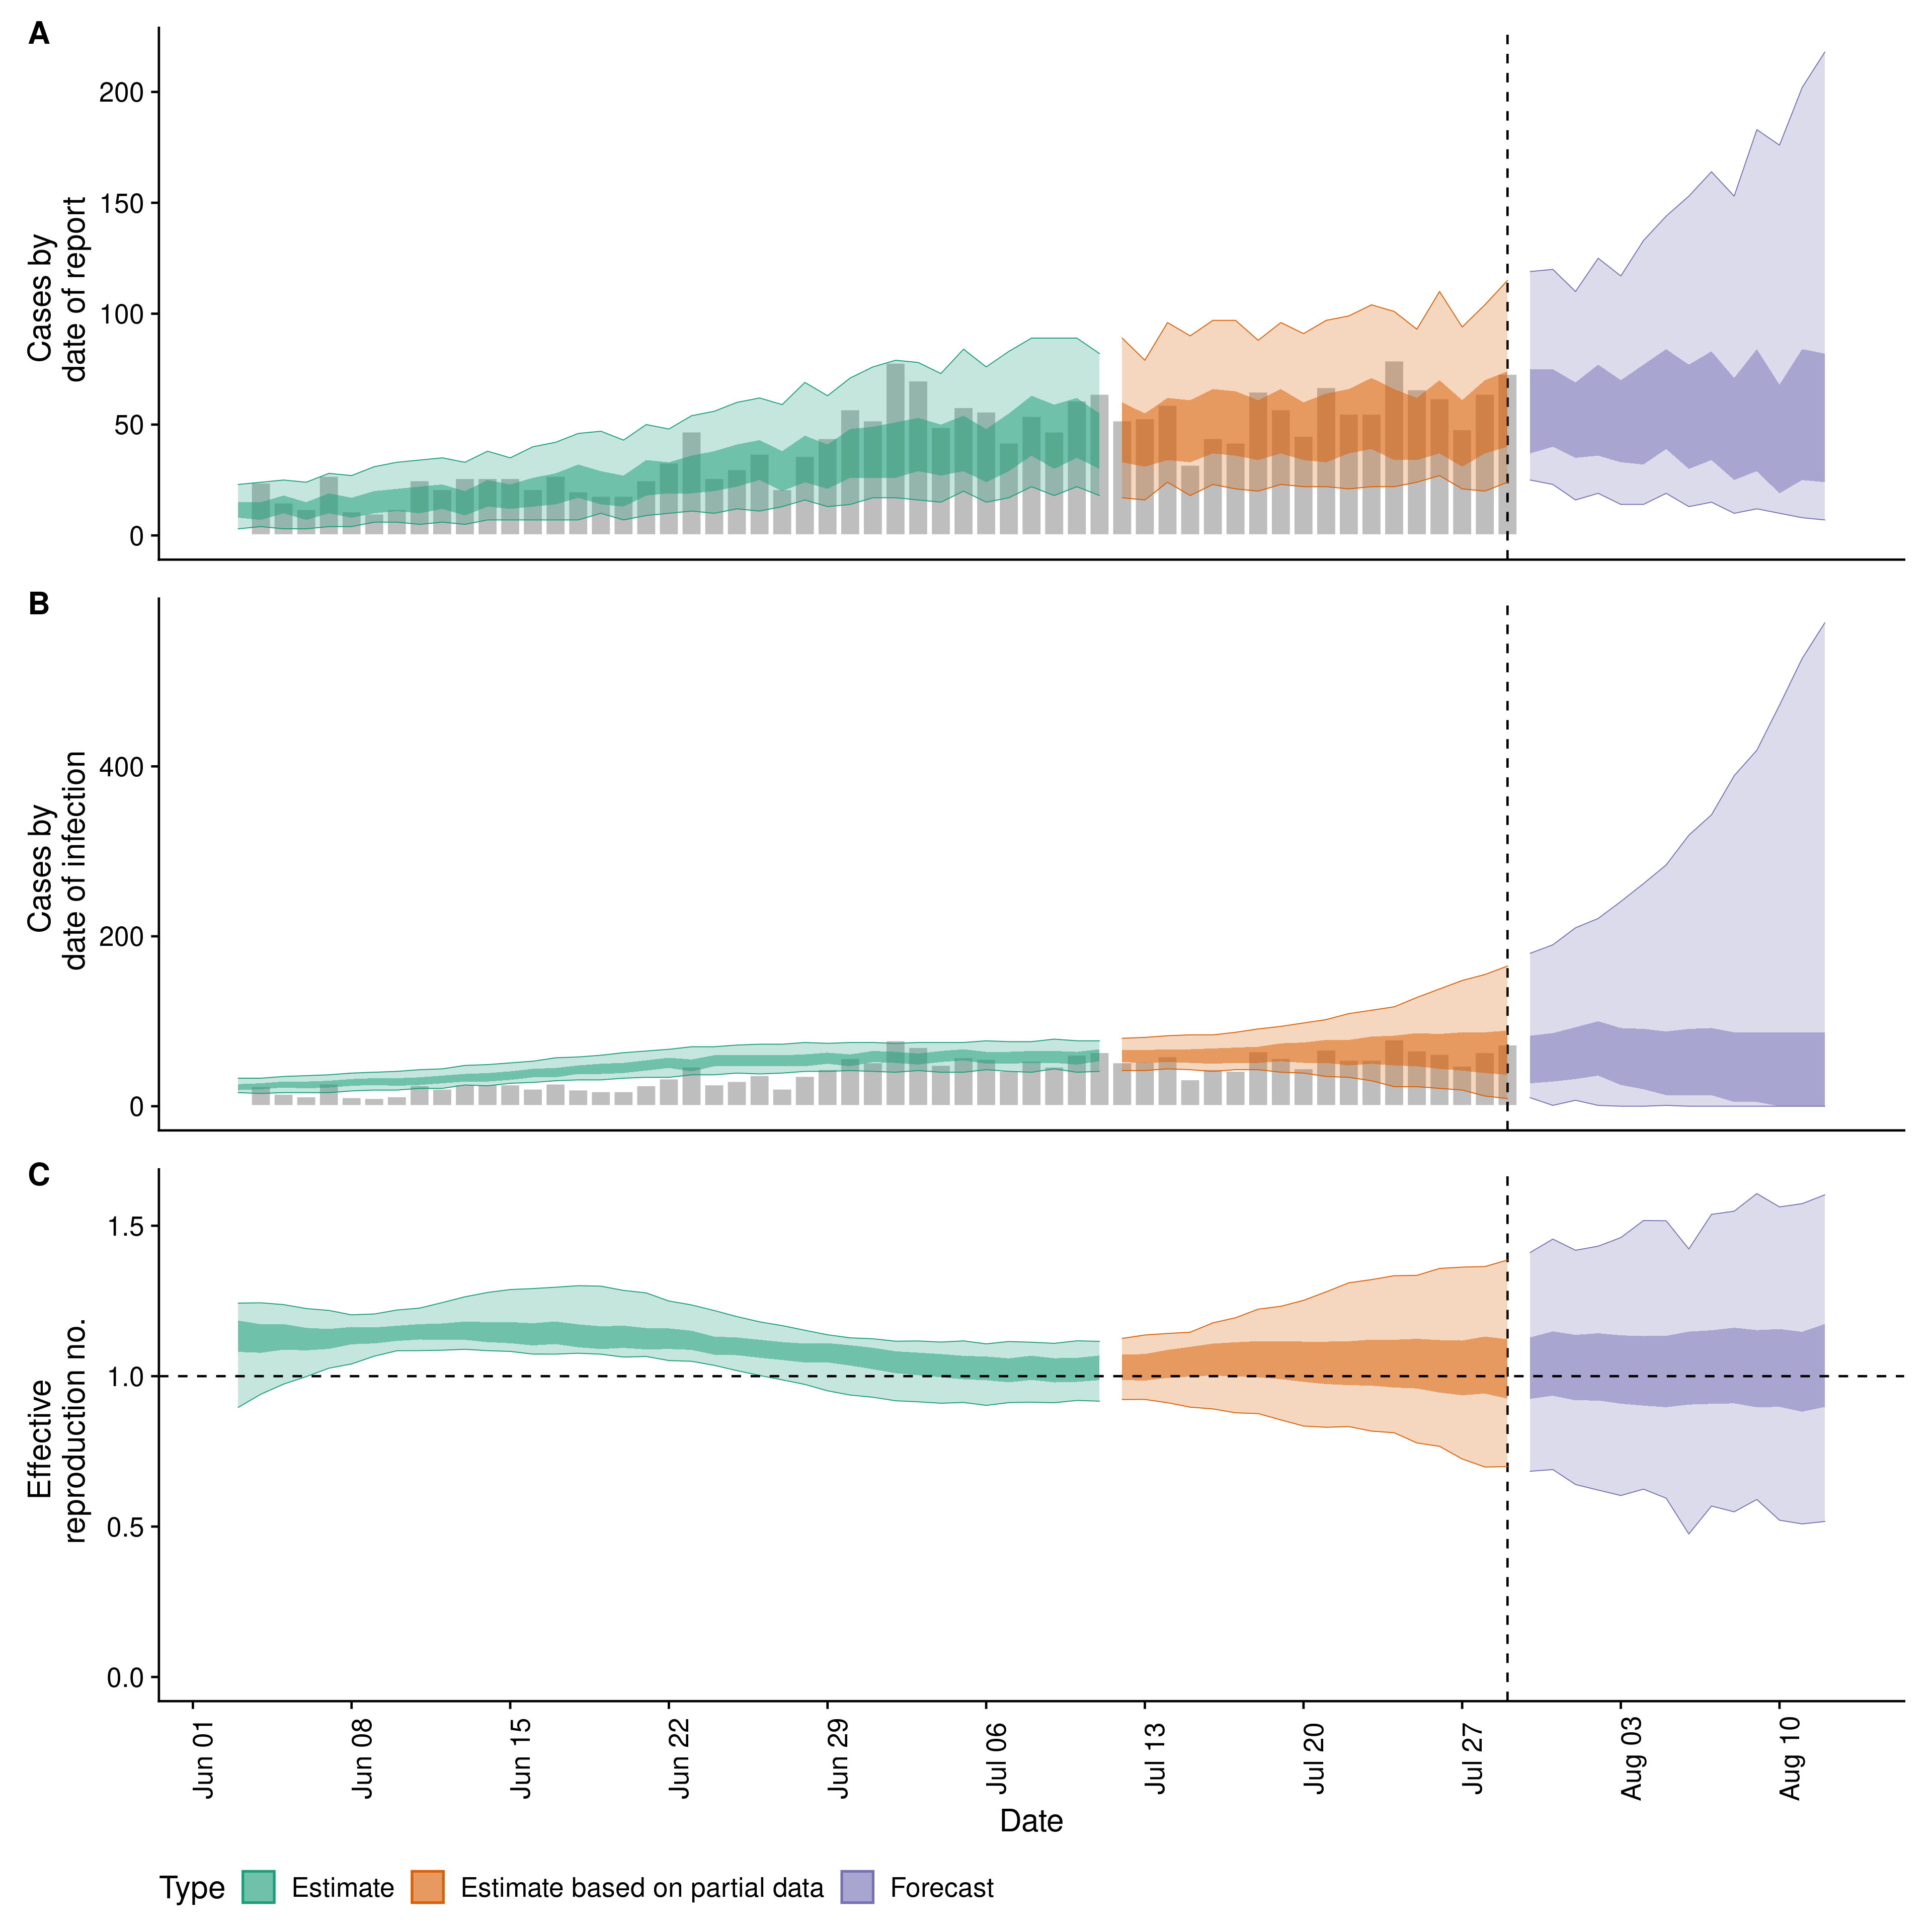 A
200
150
100
50
0
Cases by
date of report
B
400
200
0
Cases by
date of infection
C
1.5
1.0
0.5
0.0
Effective
reproduction no.
Jun 01
Jun 08
Jun 15
Jun 22
Jun 29
Jul 06
Jul 13
Jul 20
Jul 27
Aug 03
Aug 10
Date
Type Estimate Estimate based on partial data Forecast